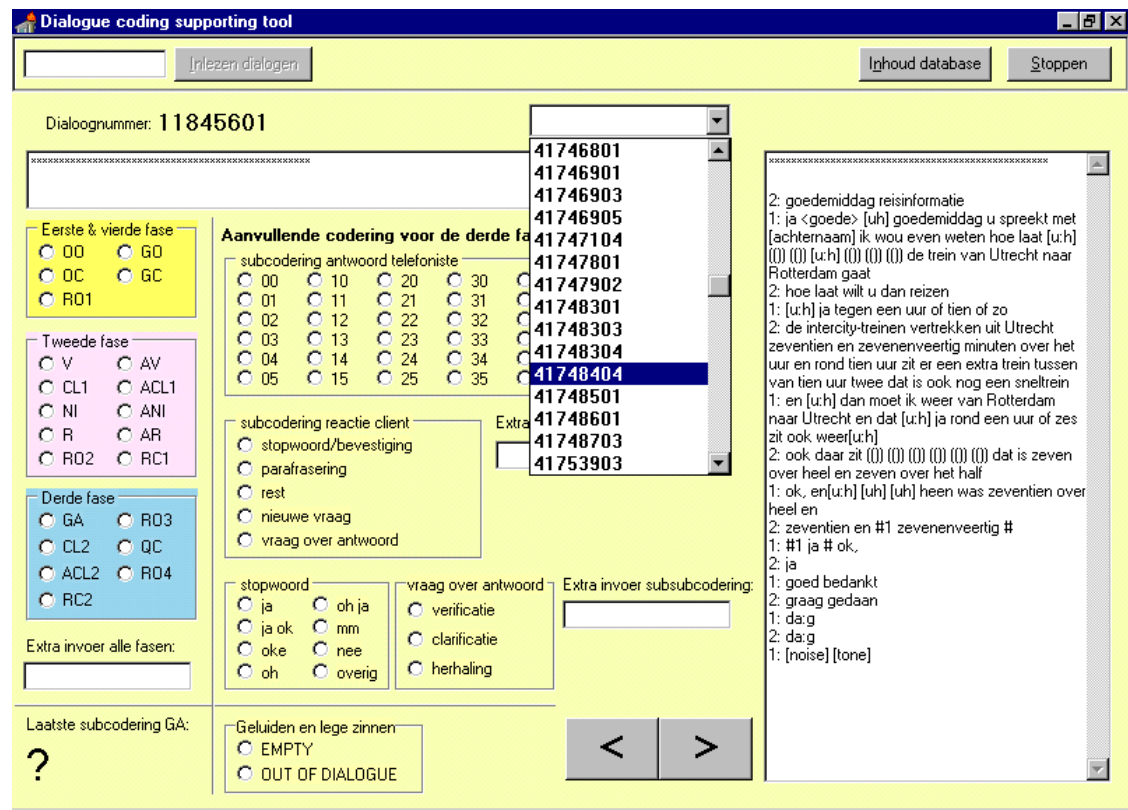 Dialogue coding supporting tool
Inlezen dialogen
Inhoud database
Stoppen
Dialoognummer: 11845601
Eerste & vierde fase
OO GO
OC GC
RO1
Tweede fase
V AV
CL1 ACL1
NI ANI
R AR
RO2 RC1
Derde fase
GA RO3
CL2 QC
ACL2 RO4
RC2
Extra invoer alle fasen:
Laatste subcodering GA:
?
Aanvullende codering voor de derde fa
subcodering antwoord telefoniste
00 10 20 30
01 11 21 31
02 12 22 32
03 13 23 33
04 14 24 34
05 15 25 35
subcodering reactie client
stopwoord/bevestiging
parafrasering
rest
nieuwe vraag
vraag over antwoord
Extra
stopwoord
ja oh ja
ja ok mm
oke nee
oh overig
vraag over antwoord
verificatie
clarificatie
herhaling
Extra invoer subsubcodering:
Geluiden en lege zinnen
EMPTY
OUT OF DIALOGUE
< >
41746801
41746901
41746903
41746905
41747104
41747801
41747902
41748301
41748303
41748304
41748404
41748501
41748601
41748703
41753903
2: goedemiddag reisinformatie
1: ja <goede> [uh] goedemiddag u spreekt met
[achternaam] ik wou even weten hoe laat [u:h]
(()) (()) [u:h] (()) (()) (()) de trein van Utrecht naar
Rotterdam gaat
2: hoe laat wilt u dan reizen
1: [u:h] ja tegen een uur of tien of zo
2: de intercity-treinen vertrekken uit Utrecht
zeventien en zevenenveertig minuten over het
uur en rond tien uur zit er een extra trein tussen
van tien uur twee dat is ook nog een sneltrein
1: en [u:h] dan moet ik weer van Rotterdam
naar Utrecht en dat [u:h] ja rond een uur of zes
zit ook weer[u:h]
2: ook daar zit (()) (()) (()) (()) (()) (()) dat is zeven
over heel en zeven over het half
1: ok, en[u:h] [uh] [uh] heen was zeventien over
heel en
2: zeventien en #1 zevenenveertig #
1: #1 ja # ok,
2: ja
1: goed bedankt
2: graag gedaan
1: da:g
2: da:g
1: [noise] [tone]